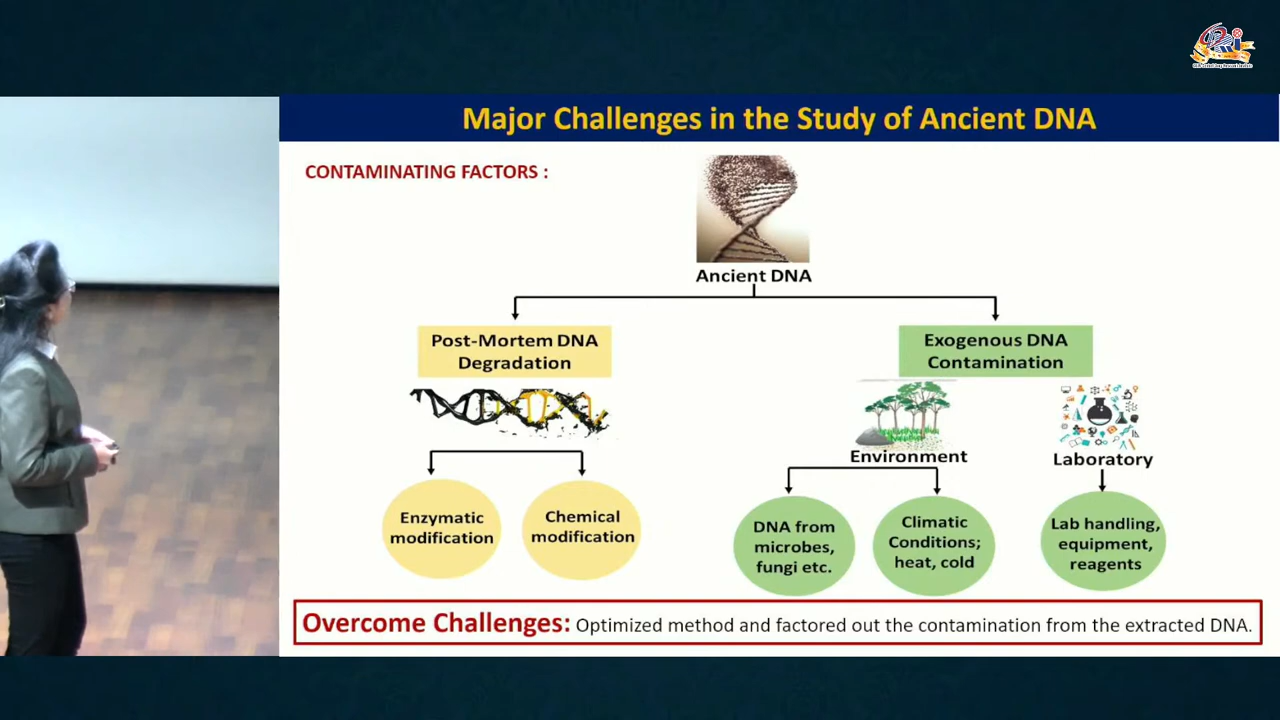 Major Challenges in the Study of Ancient DNA
CONTAMINATING FACTORS :
Ancient DNA
Post-Mortem DNA
Degradation
Exogenous DNA
Contamination
Environment
Laboratory
Enzymatic
modification
Chemical
modification
DNA from
microbes,
fungi etc.
Climatic
Conditions;
heat, cold
Lab handling,
equipment,
reagents
Overcome Challenges: Optimized method and factored out the contamination from the extracted DNA.